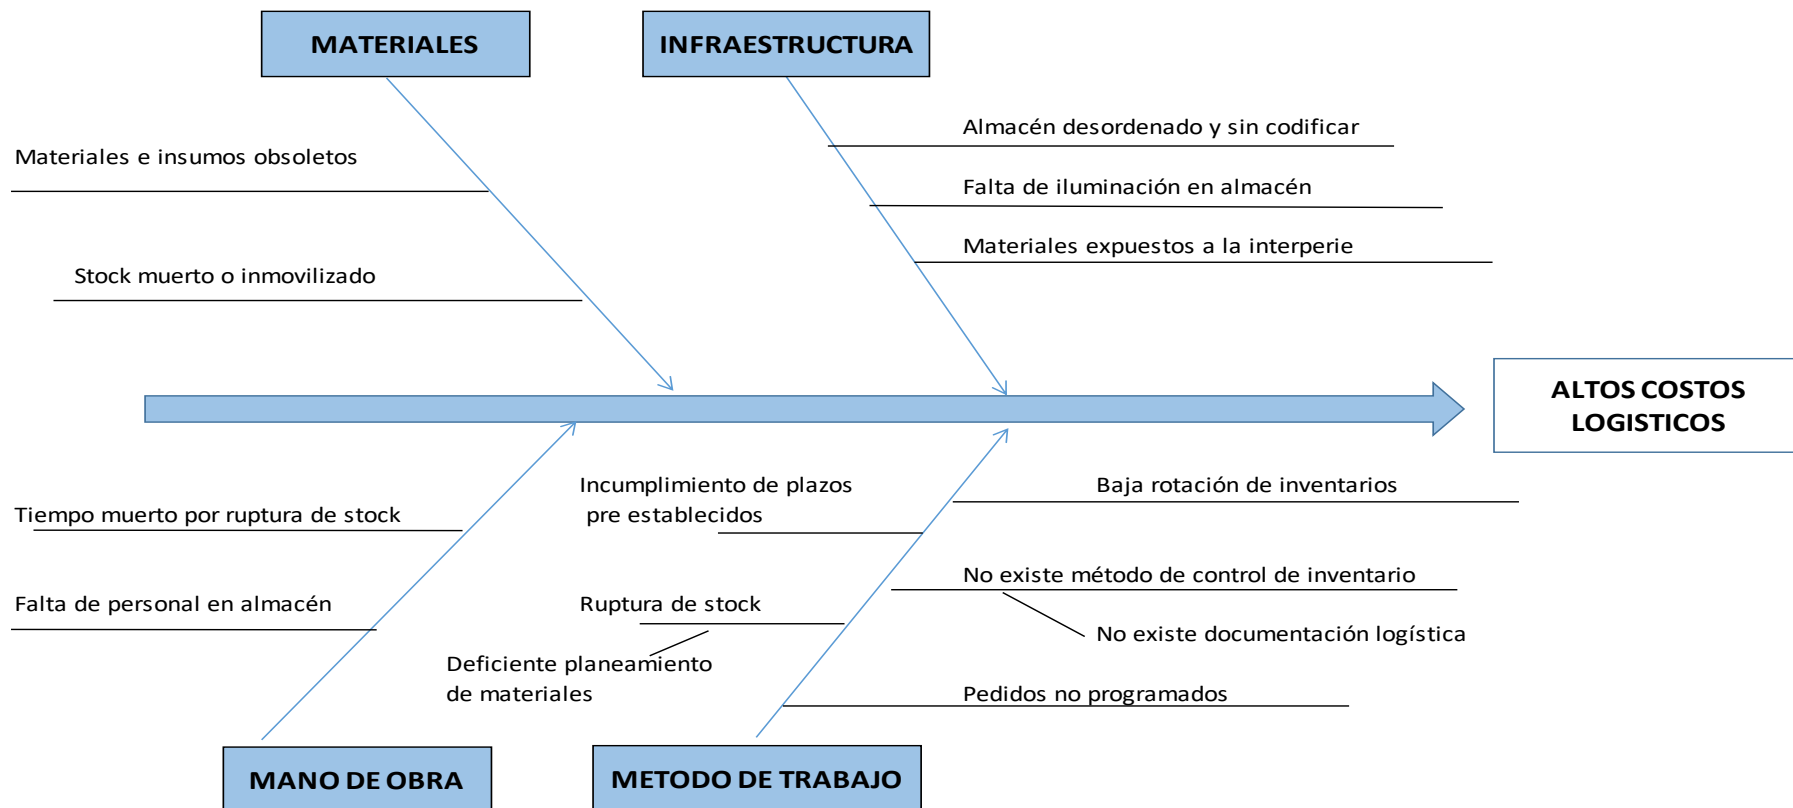 MATERIALES
INFRAESTRUCTURA
Almacén desordenado y sin codificar
Materiales e insumos obsoletos
Falta de iluminación en almacén
Materiales expuestos a la interperie
Stock muerto o inmovilizado
ALTOS COSTOS
LOGISTICOS
Incumplimiento de plazos
pre establecidos
Baja rotación de inventarios
Tiempo muerto por ruptura de stock
No existe método de control de inventario
Falta de personal en almacén
Ruptura de stock
No existe documentación logística
Deficiente planeamiento
de materiales
Pedidos no programados
MANO DE OBRA
METODO DE TRABAJO